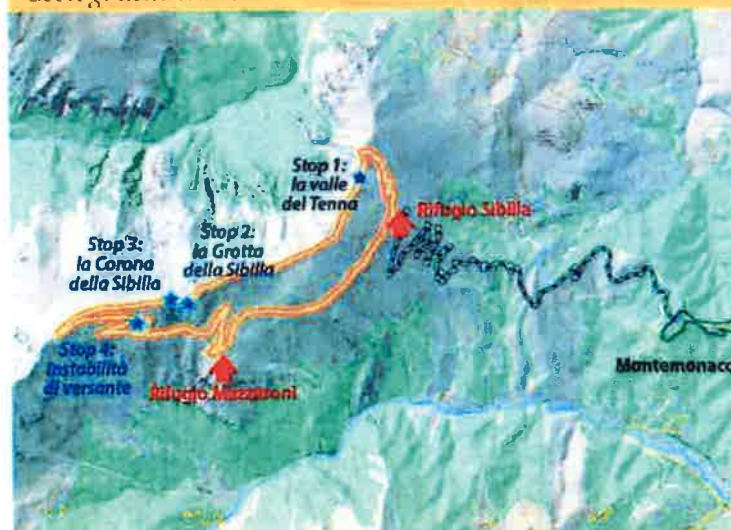 Stop 1:
la valle
del Tenna
Rifugio Sibilla
Stop 2:
la Grotta
della Sibilla
Stop 3:
la Corona
della Sibilla
Stop 4:
Instabilità
di versante
Rifugio
Montemonaco